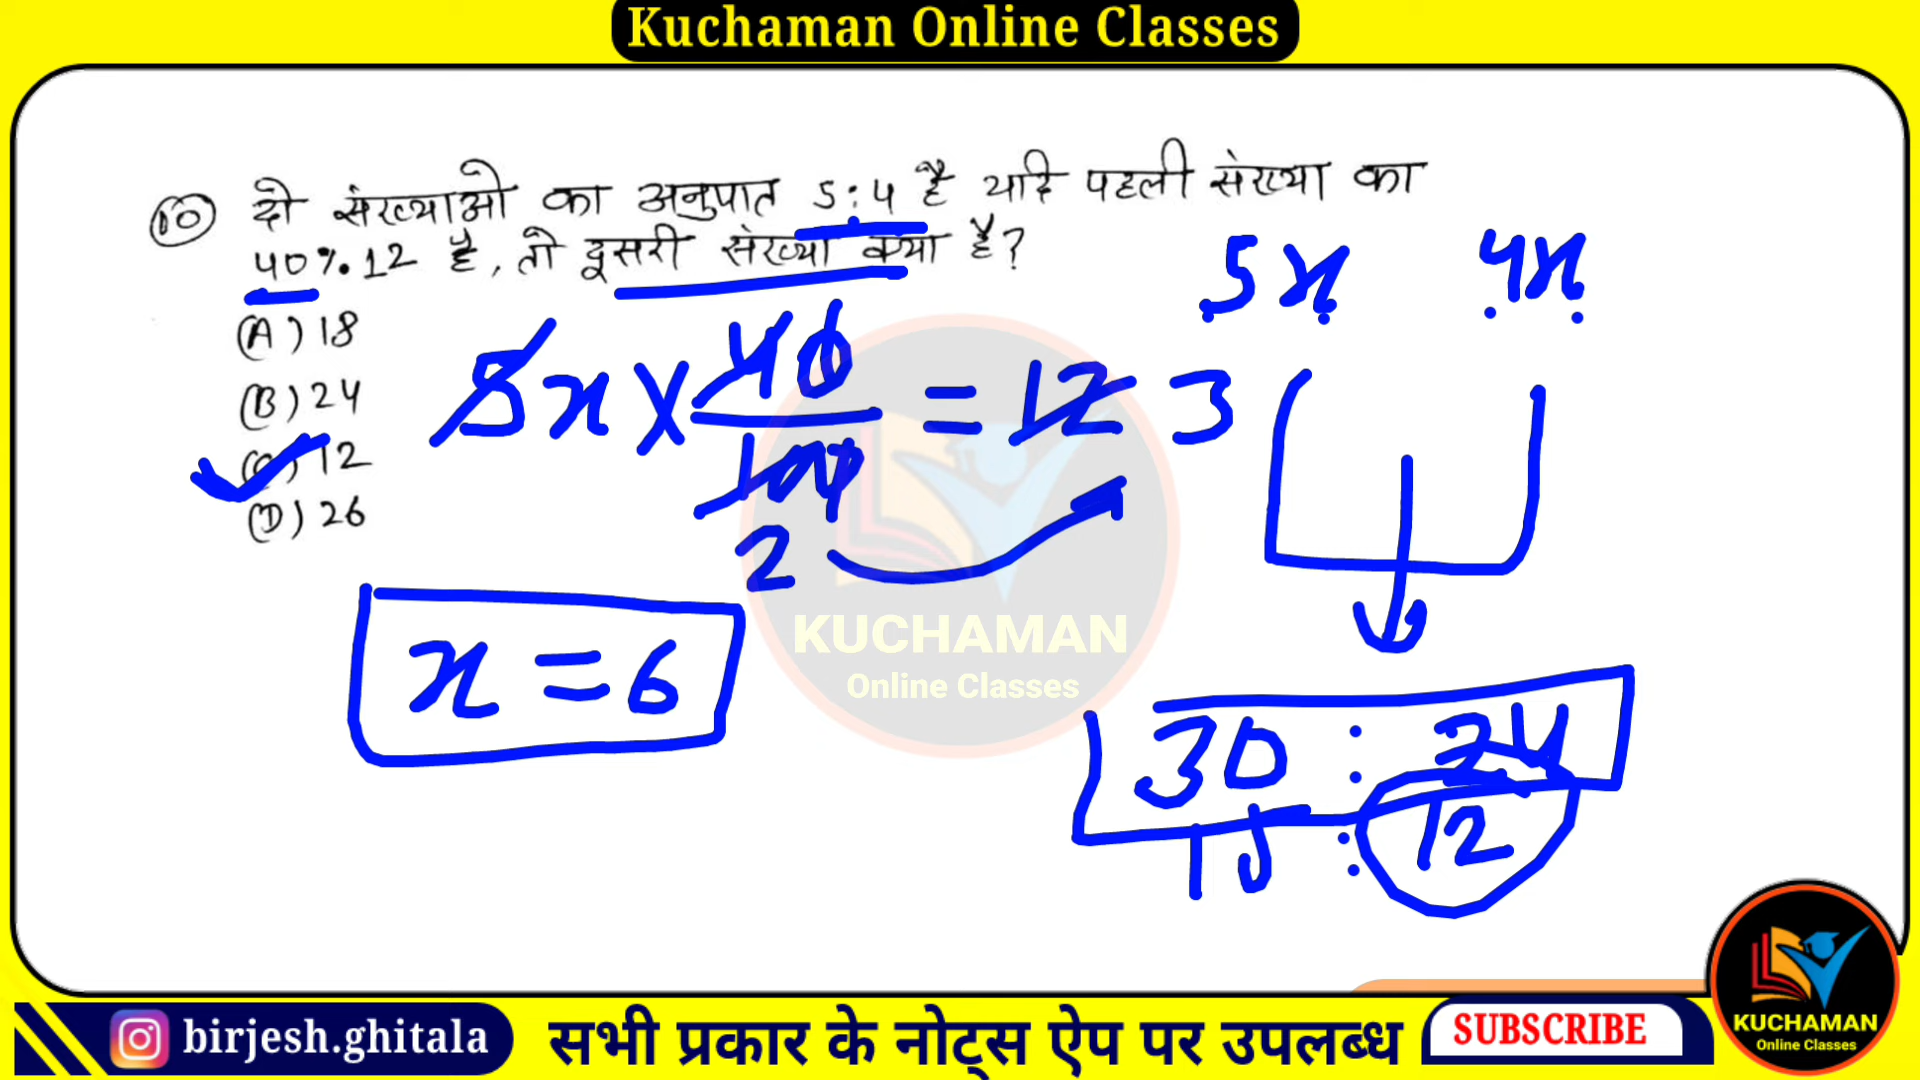 Kuchaman Online Classes
10 दो संख्याओ का अनुपात 5:4 है यदि पहली संख्या का
40% 12 है, तो दूसरी संख्या क्या है?
(A) 18
(B) 24
(C) 12
(D) 26
5x 4x
5x × 40/100 = 12 3
2
x = 6
30 : 24
15 : 12
KUCHAMAN
Online Classes
birjesh.ghitala
सभी प्रकार के नोट्स ऐप पर उपलब्ध
SUBSCRIBE
KUCHAMAN
Online Classes